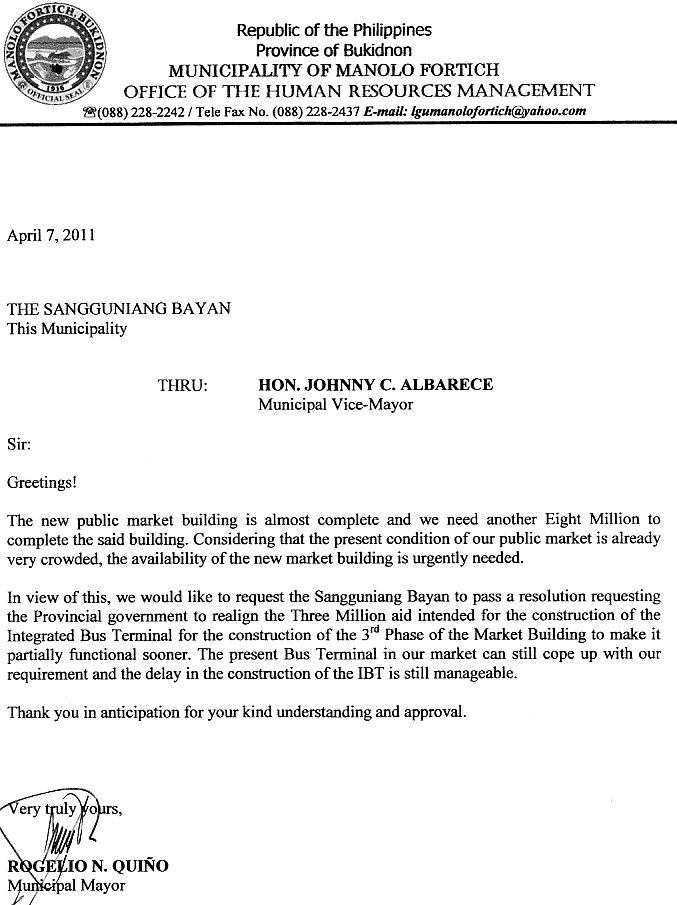 MANOLO FORTICH, BUKIDNON
1916
OFFICIAL SEAL
Republic of the Philippines
Province of Bukidnon
MUNICIPALITY OF MANOLO FORTICH
OFFICE OF THE HUMAN RESOURCES MANAGEMENT
☎(088) 228-2242 / Tele Fax No. (088) 228-2437 E-mail: lgumanolofortich@yahoo.com
April 7, 2011
THE SANGGUNIANG BAYAN
This Municipality
THRU: HON. JOHNNY C. ALBARECE
Municipal Vice-Mayor
Sir:
Greetings!
The new public market building is almost complete and we need another Eight Million to
complete the said building. Considering that the present condition of our public market is already
very crowded, the availability of the new market building is urgently needed.
In view of this, we would like to request the Sangguniang Bayan to pass a resolution requesting
the Provincial government to realign the Three Million aid intended for the construction of the
Integrated Bus Terminal for the construction of the 3rd Phase of the Market Building to make it
partially functional sooner. The present Bus Terminal in our market can still cope up with our
requirement and the delay in the construction of the IBT is still manageable.
Thank you in anticipation for your kind understanding and approval.
Very truly yours,
ROGELIO N. QUIÑO
Municipal Mayor